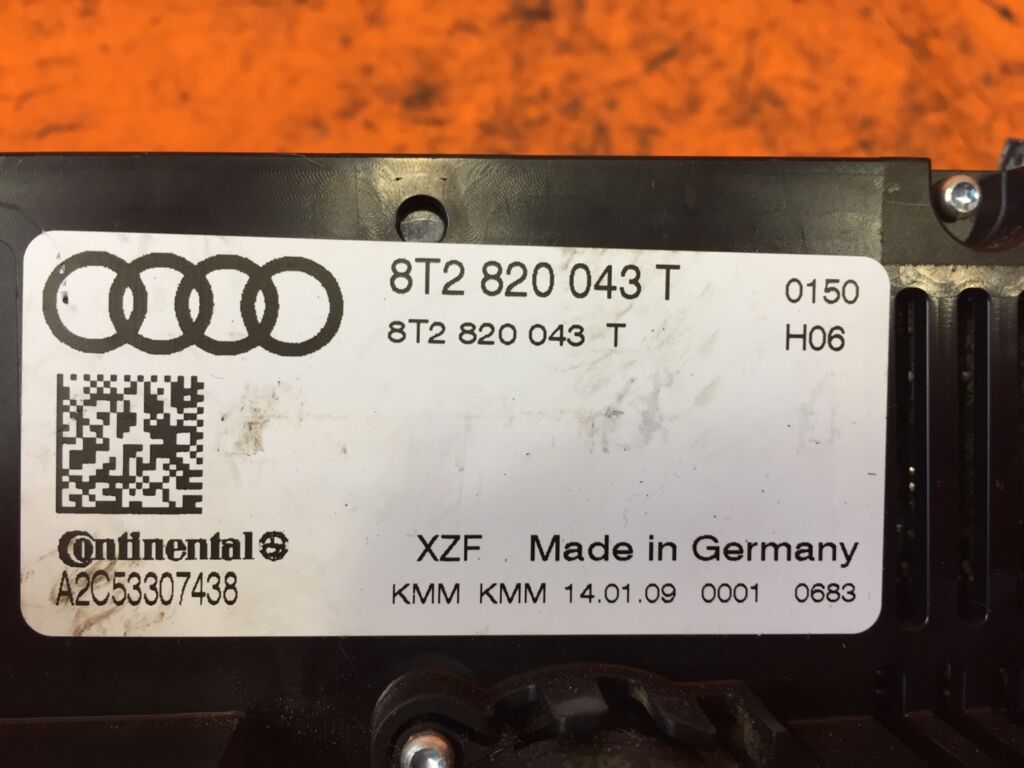 8T2 820 043 T 0150
8T2 820 043 T H06
Continental
A2C53307438
XZF Made in Germany
KMM KMM 14.01.09 0001 0683